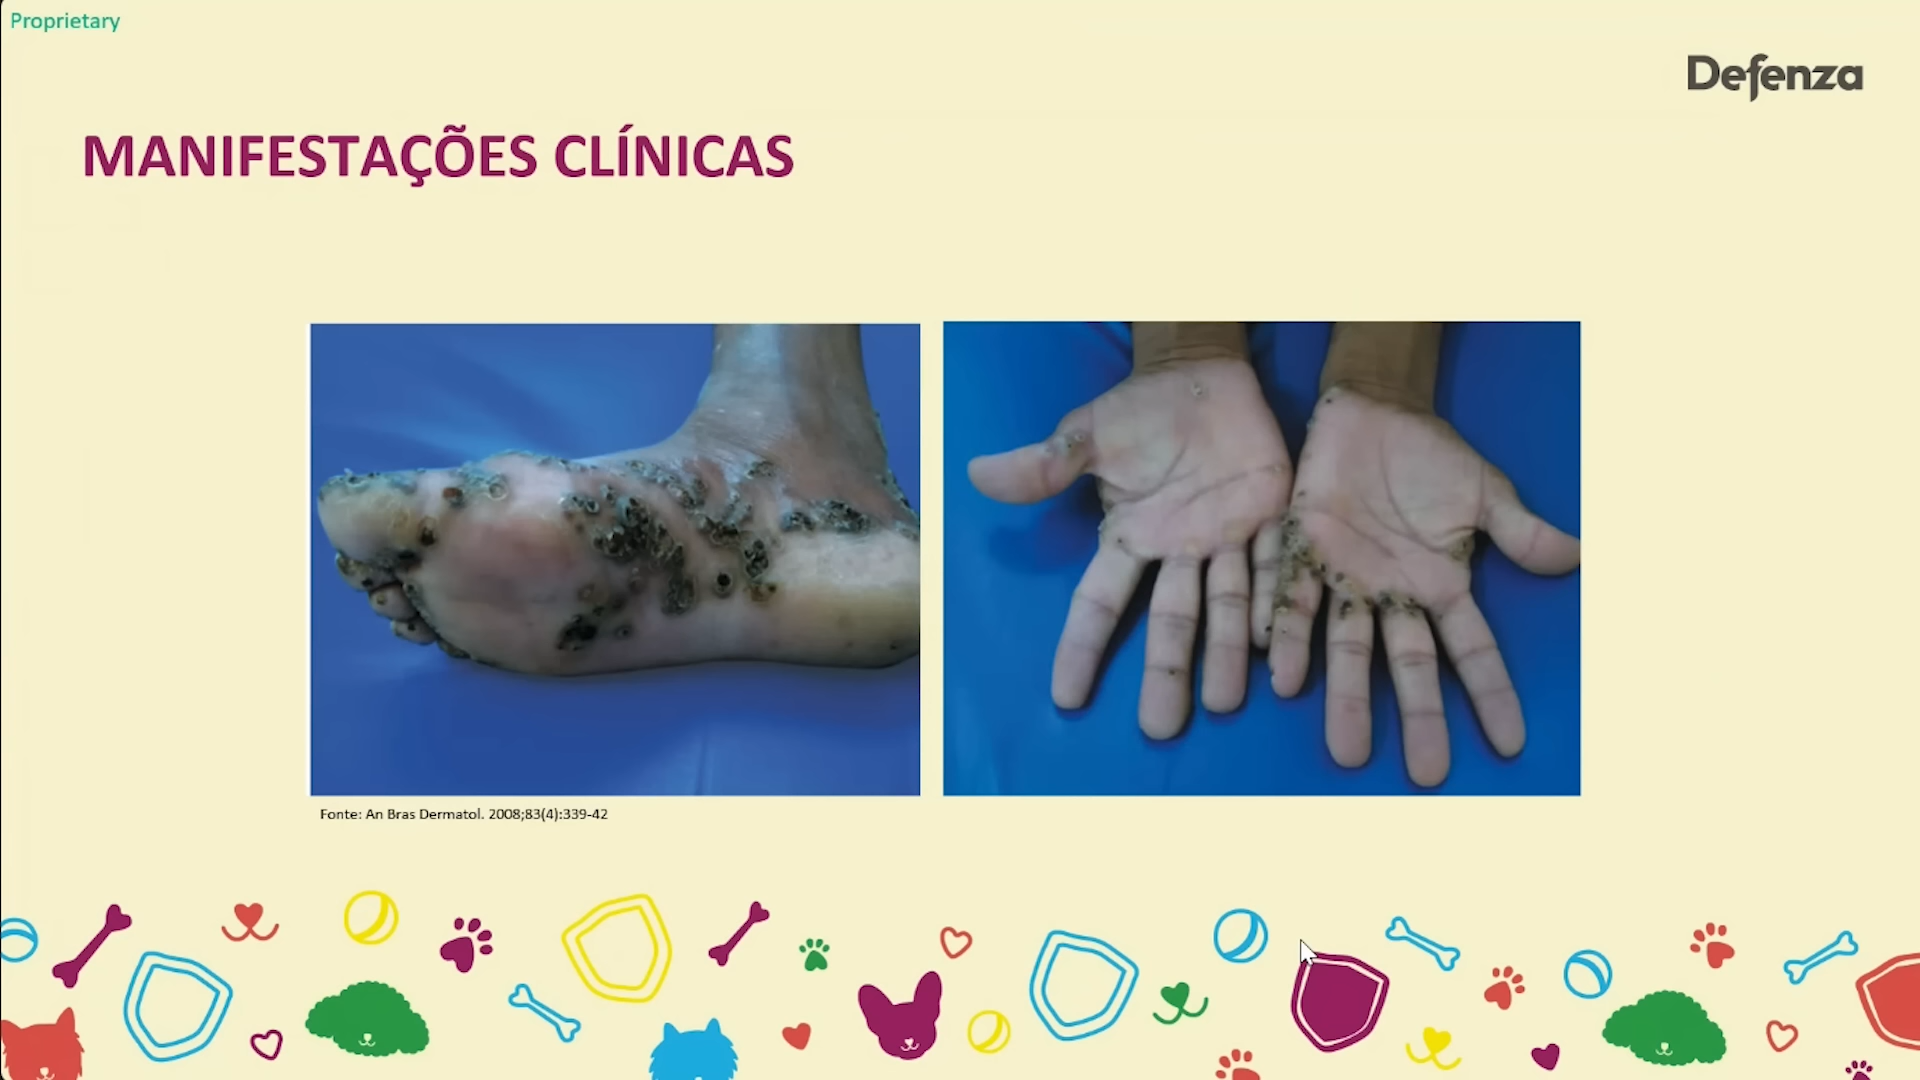 Proprietary
Defenza
MANIFESTAÇÕES CLÍNICAS
Fonte: An Bras Dermatol. 2008;83(4):339-42